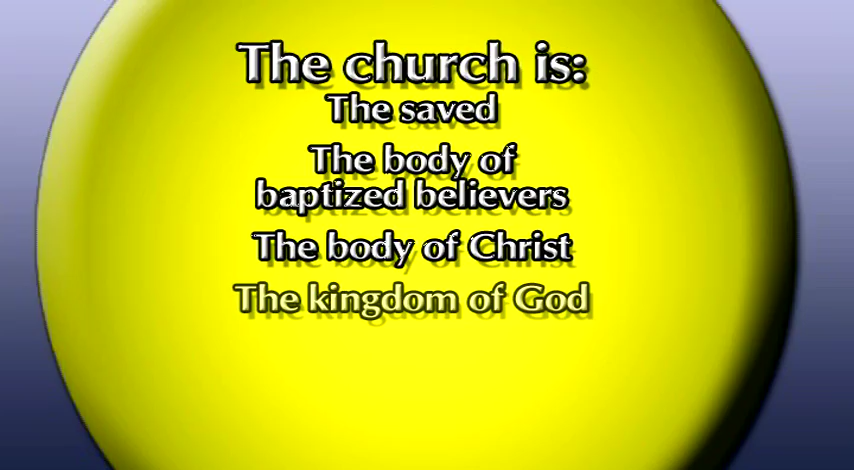 The church is:
The saved
The body of
baptized believers
The body of Christ
The kingdom of God